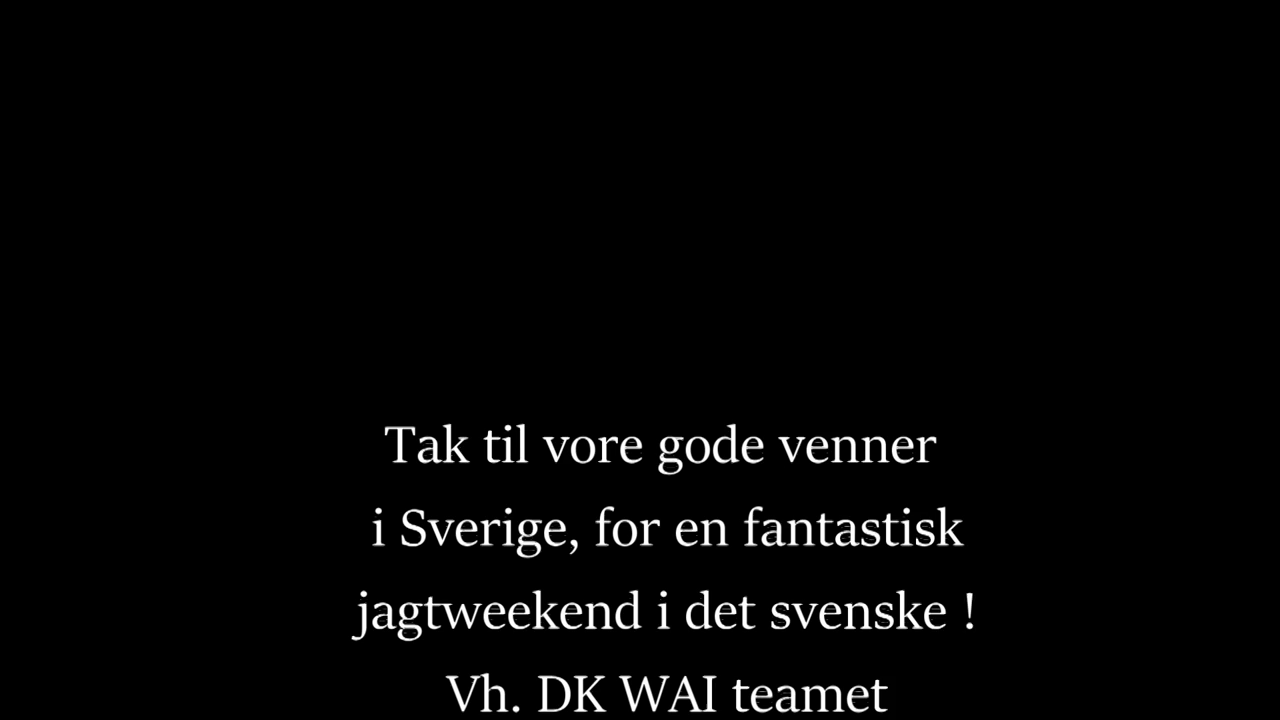 Tak til vore gode venner
i Sverige, for en fantastisk
jagtweekend i det svenske !
Vh. DK WAI teamet